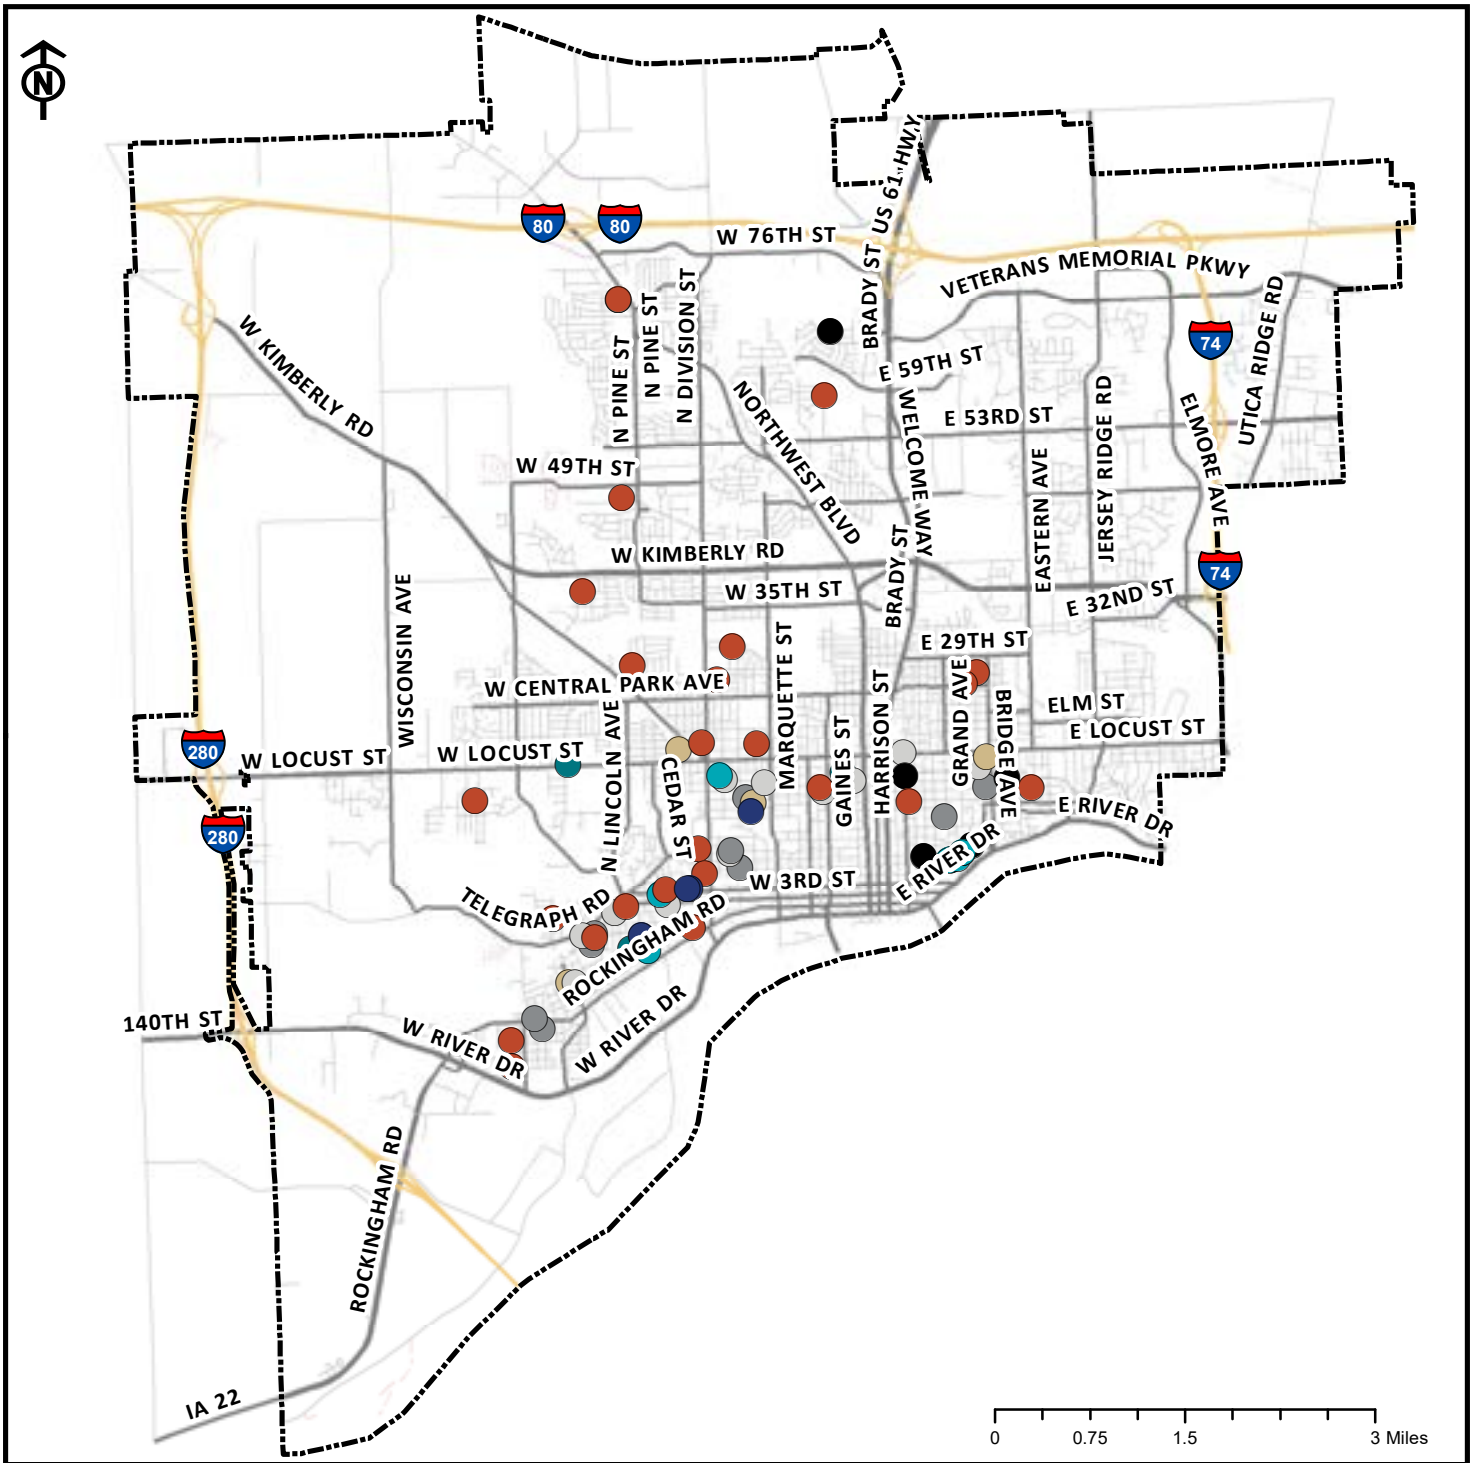 N
US 61 HWY
80
80
W 76TH ST
BRADY ST
VETERANS MEMORIAL PKWY
UTICA RIDGE RD
74
W KIMBERLY RD
N PINE ST
N PINE ST
N DIVISION ST
E 59TH ST
NORTHWEST BLVD
WELCOME WAY
E 53RD ST
JERSEY RIDGE RD
ELMORE AVE
W 49TH ST
EASTERN AVE
W KIMBERLY RD
BRADY ST
74
W 35TH ST
E 32ND ST
WISCONSIN AVE
MARQUETTE ST
E 29TH ST
W CENTRAL PARK AVE
HARRISON ST
GRAND AVE
BRIDGE AVE
ELM ST
E LOCUST ST
280
W LOCUST ST
W LOCUST ST
N LINCOLN AVE
CEDAR ST
GAINES ST
280
E RIVER DR
E RIVER DR
W 3RD ST
TELEGRAPH RD
ROCKINGHAM RD
140TH ST
W RIVER DR
W RIVER DR
ROCKINGHAM RD
IA 22
0 0.75 1.5 3 Miles